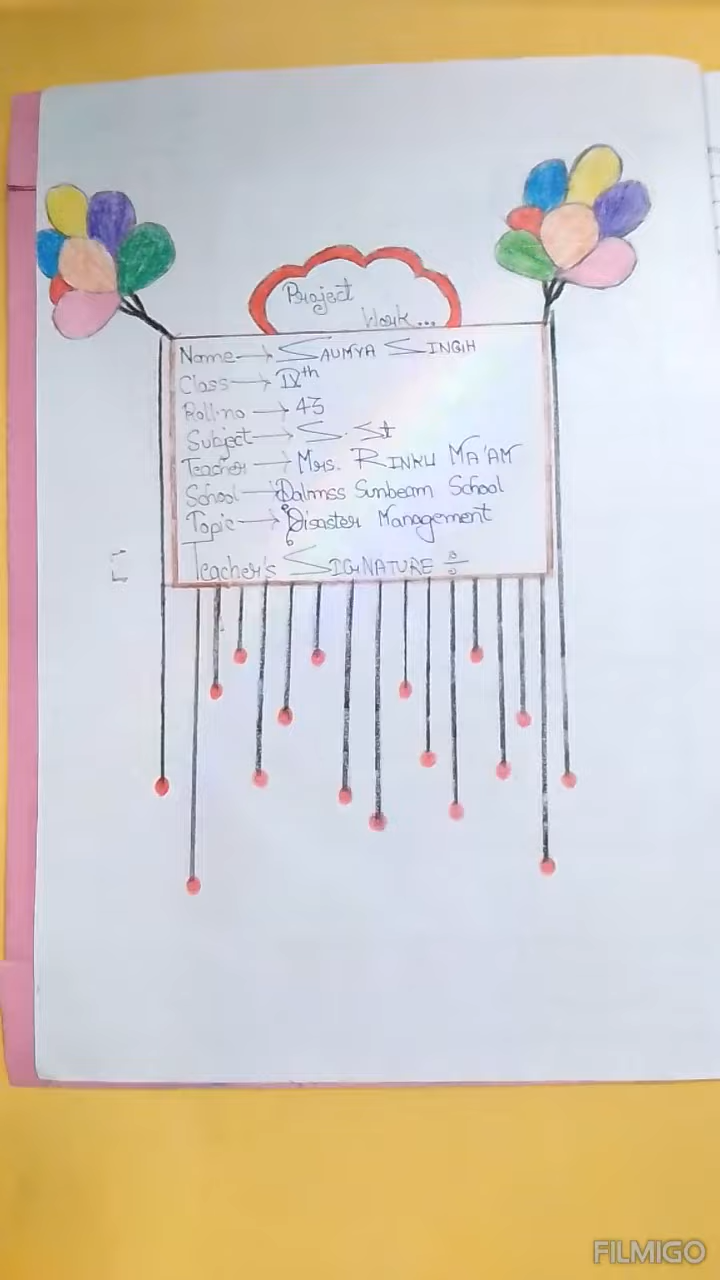 Project
Work...
Name → SAUMYA SINGH
Class → IXth
Roll.no → 43
Subject → S. St
Teacher → Mrs. RINKU MA'AM
School → Dalmss Sunbeam School
Topic → Disaster Management
Teacher's SIGNATURE ÷
FILMIGO